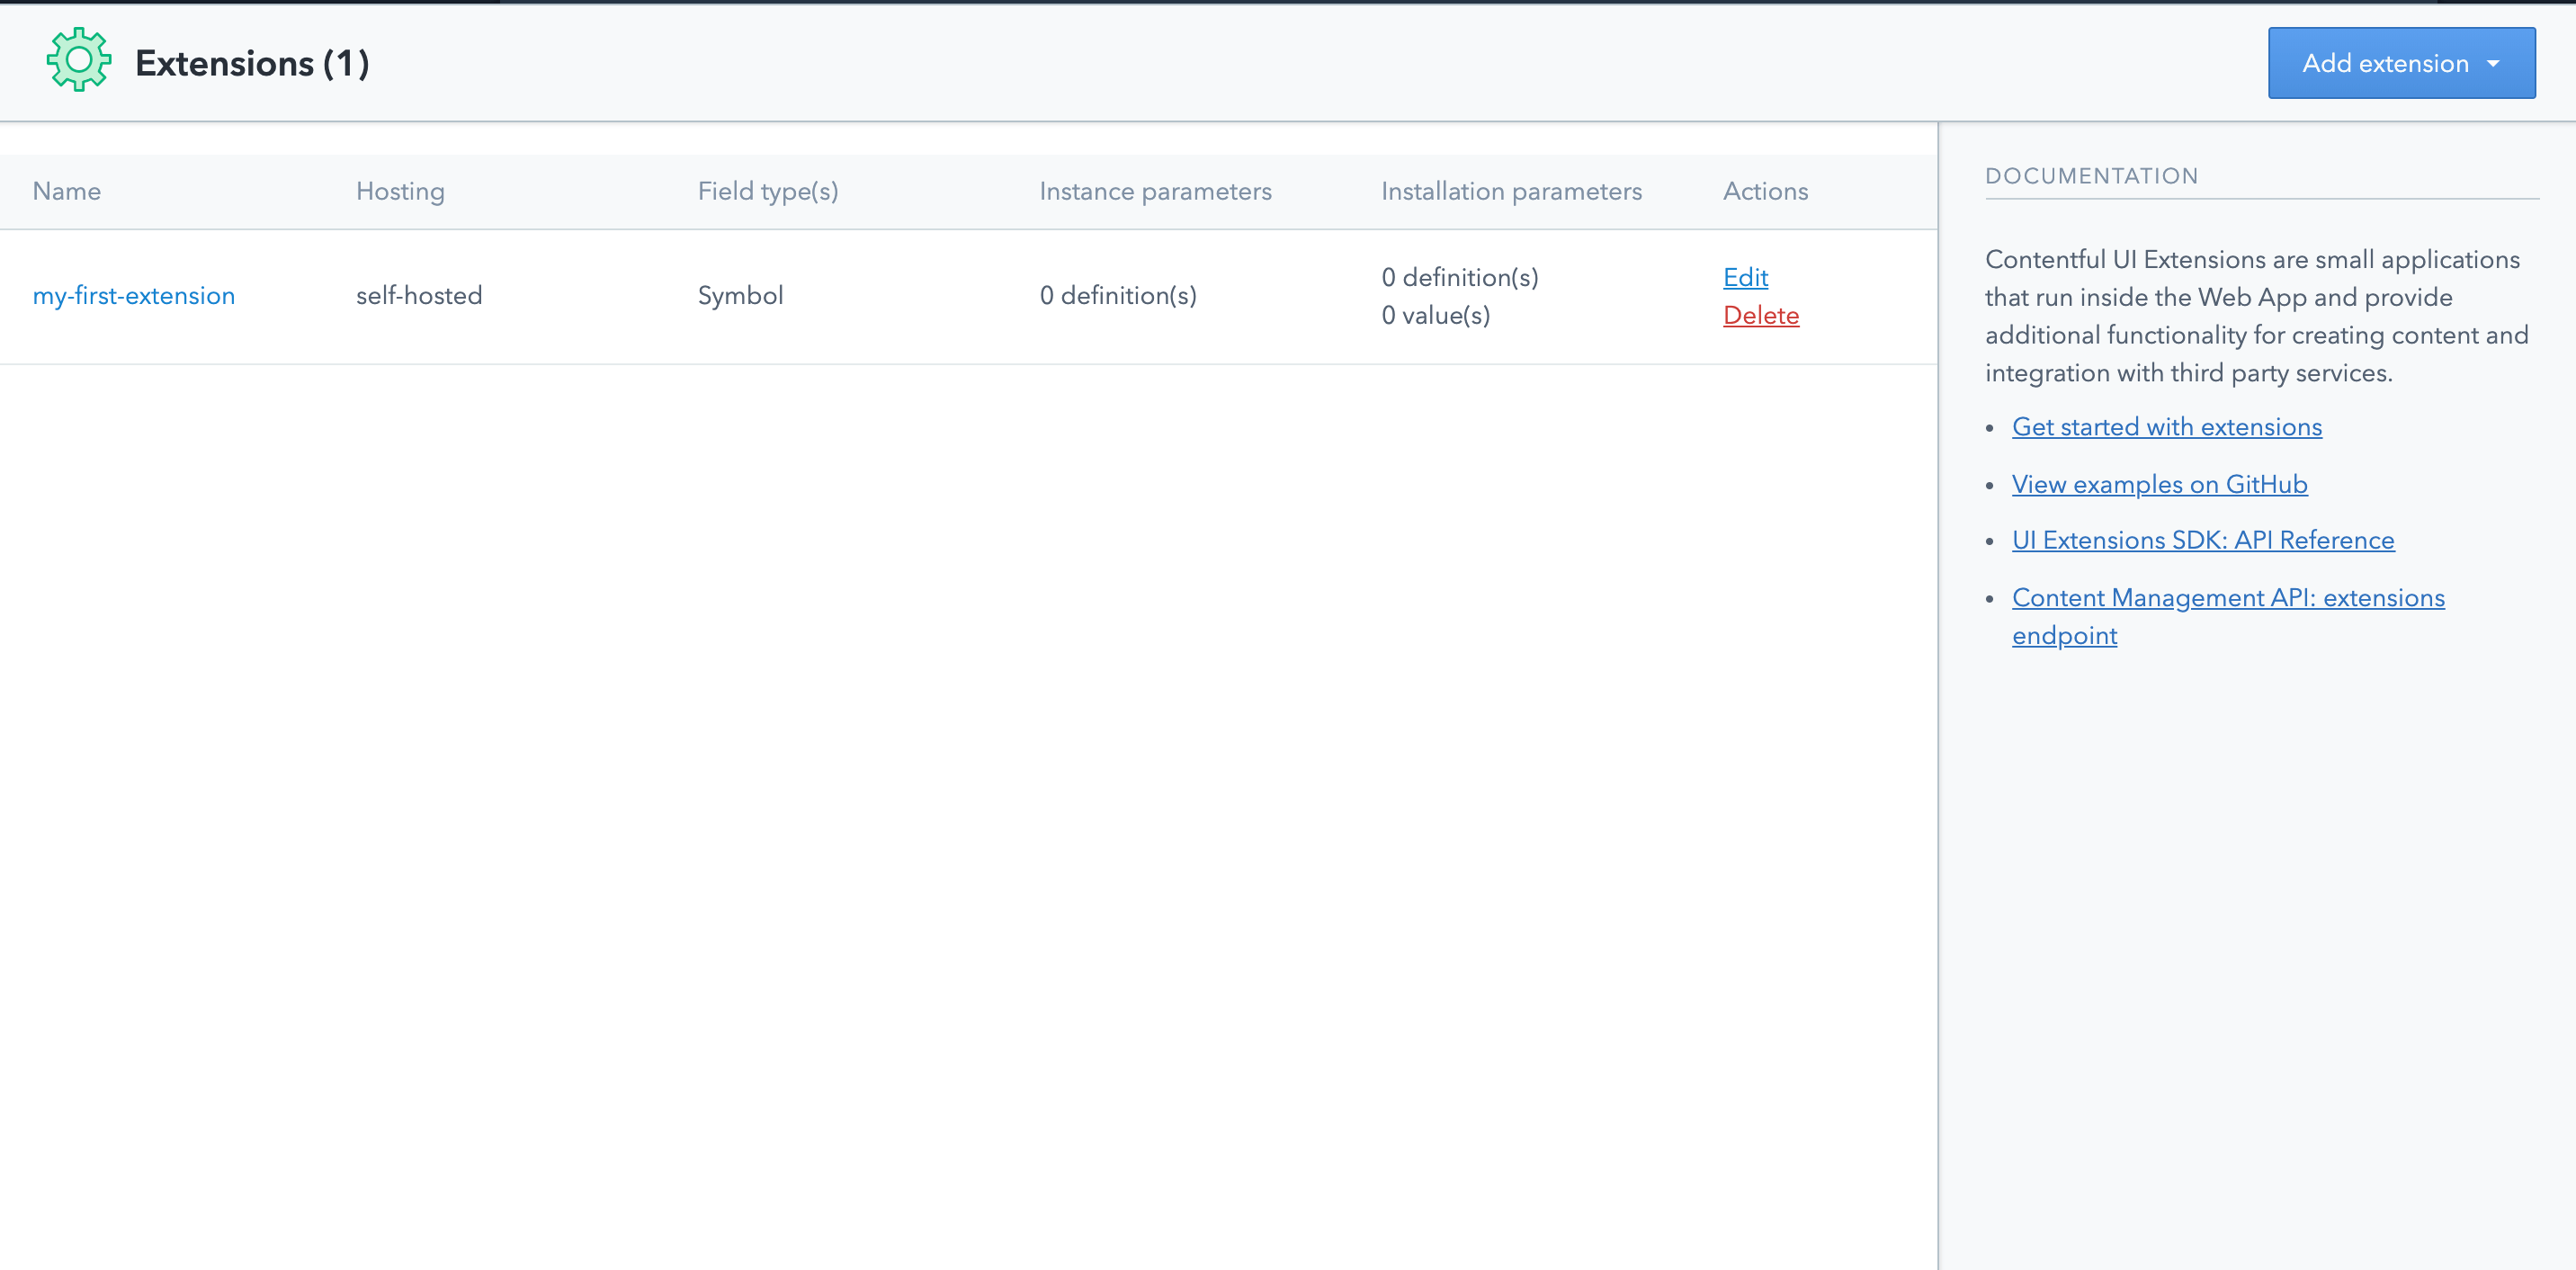 Extensions (1)
Add extension
Name Hosting Field type(s) Instance parameters Installation parameters Actions
my-first-extension self-hosted Symbol 0 definition(s) 0 definition(s) Edit
0 value(s) Delete
DOCUMENTATION
Contentful UI Extensions are small applications
that run inside the Web App and provide
additional functionality for creating content and
integration with third party services.
• Get started with extensions
• View examples on GitHub
• UI Extensions SDK: API Reference
• Content Management API: extensions
endpoint